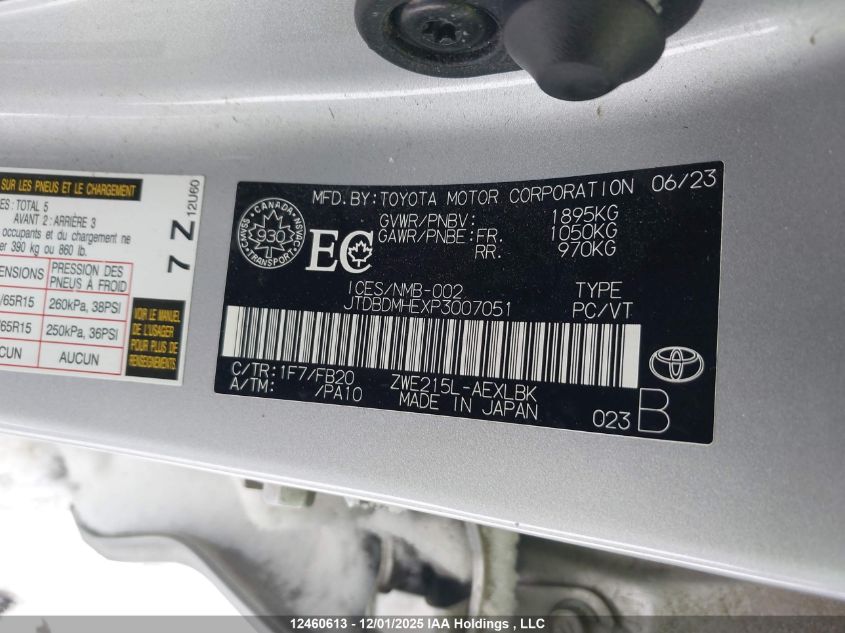 SUR LES PNEUS ET LE CHARGEMENT
ES: TOTAL 5
AVANT 2: ARRIÈRE 3
occupants et du chargement ne
er 390 kg ou 860 lb.
ENSIONS PRESSION DES PNEUS À FROID
/65R15 260kPa, 38PSI
/65R15 250kPa, 36PSI
CUN AUCUN
VOIR LE MANUEL
DE L'USAGER
POUR PLUS DE
RENSEIGNEMENTS
7 Z 12U60
MFD.BY: TOYOTA MOTOR CORPORATION 06/23
GVWR/PNBV: 1895KG
GAWR/PNBE: FR. 1050KG
RR. 970KG
CANADA
930
TRANSPORT
EC
ICES/NMB-002 TYPE
JTDBDMHEXP3007051 PC/VT
C/TR: 1F7/FB20 ZWE215L-AEXLBK
A/TM: /PA10 MADE IN JAPAN
023 B
12460613 - 12/01/2025 IAA Holdings , LLC